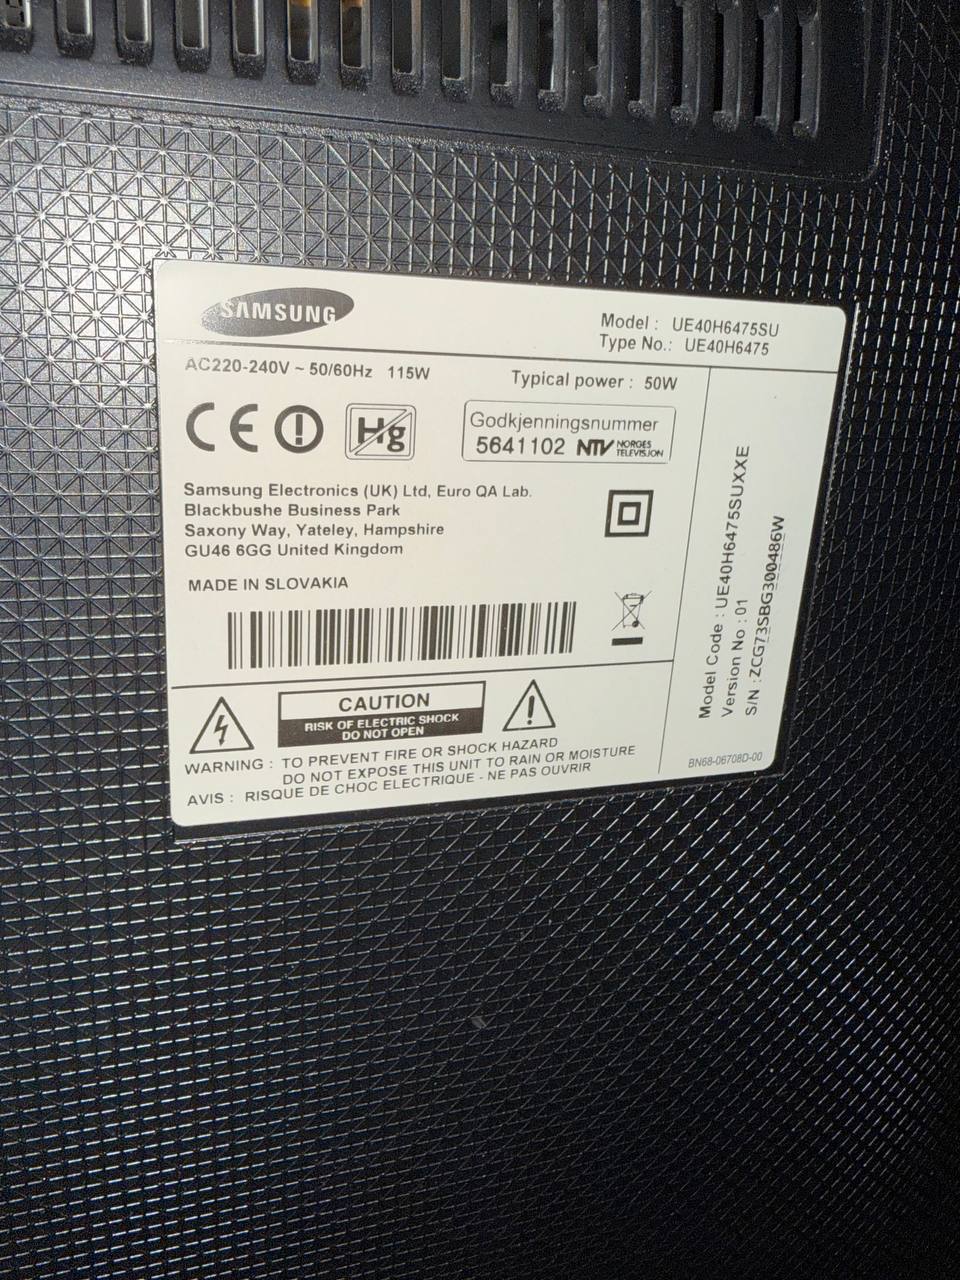 SAMSUNG
Model : UE40H6475SU
Type No.: UE40H6475
AC220-240V ~ 50/60Hz 115W
Typical power : 50W
CE
Hg
Godkjenningsnummer
5641102 NTV NORGES TELEVISJON
Samsung Electronics (UK) Ltd, Euro QA Lab.
Blackbushe Business Park
Saxony Way, Yateley, Hampshire
GU46 6GG United Kingdom
MADE IN SLOVAKIA
CAUTION
RISK OF ELECTRIC SHOCK
DO NOT OPEN
WARNING : TO PREVENT FIRE OR SHOCK HAZARD
DO NOT EXPOSE THIS UNIT TO RAIN OR MOISTURE
AVIS : RISQUE DE CHOC ELECTRIQUE - NE PAS OUVRIR
Model Code : UE40H6475SUXXE
Version No : 01
S/N : ZCG73SBG300486W
BN68-06708D-00